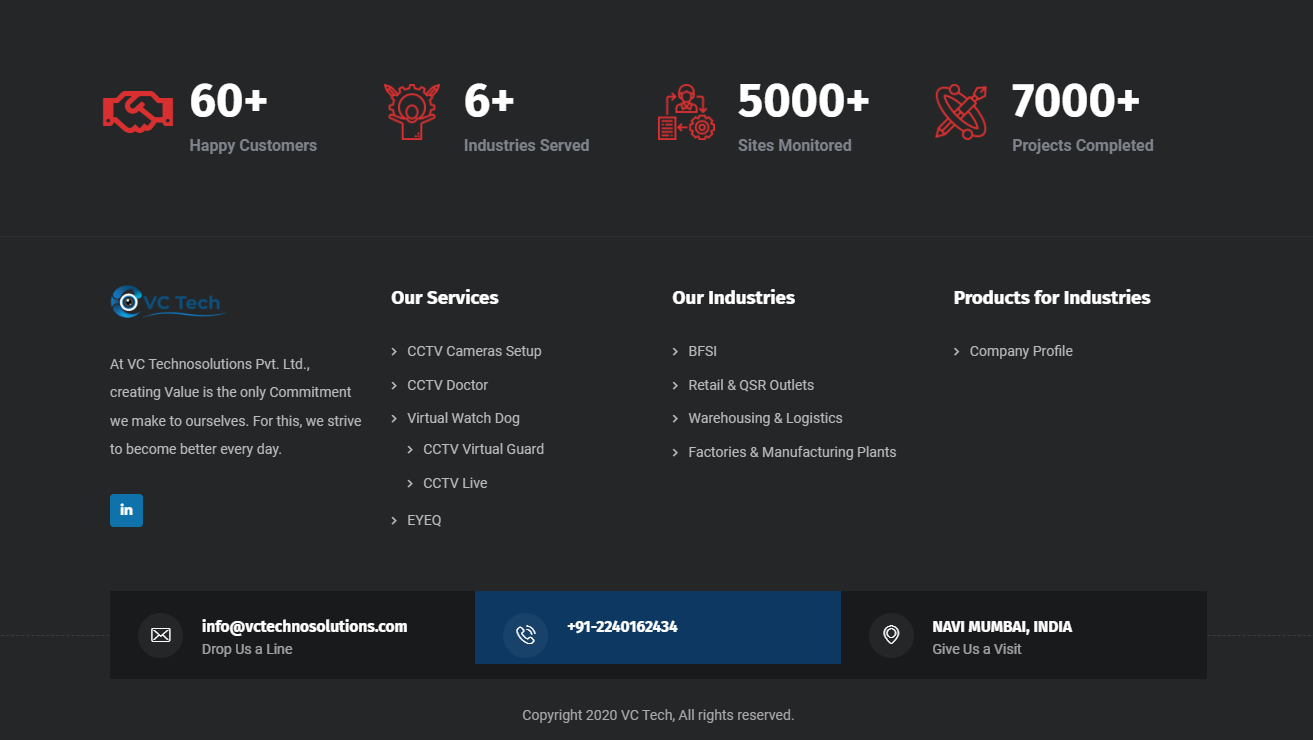 60+
Happy Customers
6+
Industries Served
5000+
Sites Monitored
7000+
Projects Completed
VC Tech
At VC Technosolutions Pvt. Ltd.,
creating Value is the only Commitment
we make to ourselves. For this, we strive
to become better every day.
in
Our Services
CCTV Cameras Setup
CCTV Doctor
Virtual Watch Dog
CCTV Virtual Guard
CCTV Live
EYEQ
Our Industries
BFSI
Retail & QSR Outlets
Warehousing & Logistics
Factories & Manufacturing Plants
Products for Industries
Company Profile
info@vctechnosolutions.com
Drop Us a Line
+91-2240162434
NAVI MUMBAI, INDIA
Give Us a Visit
Copyright 2020 VC Tech, All rights reserved.